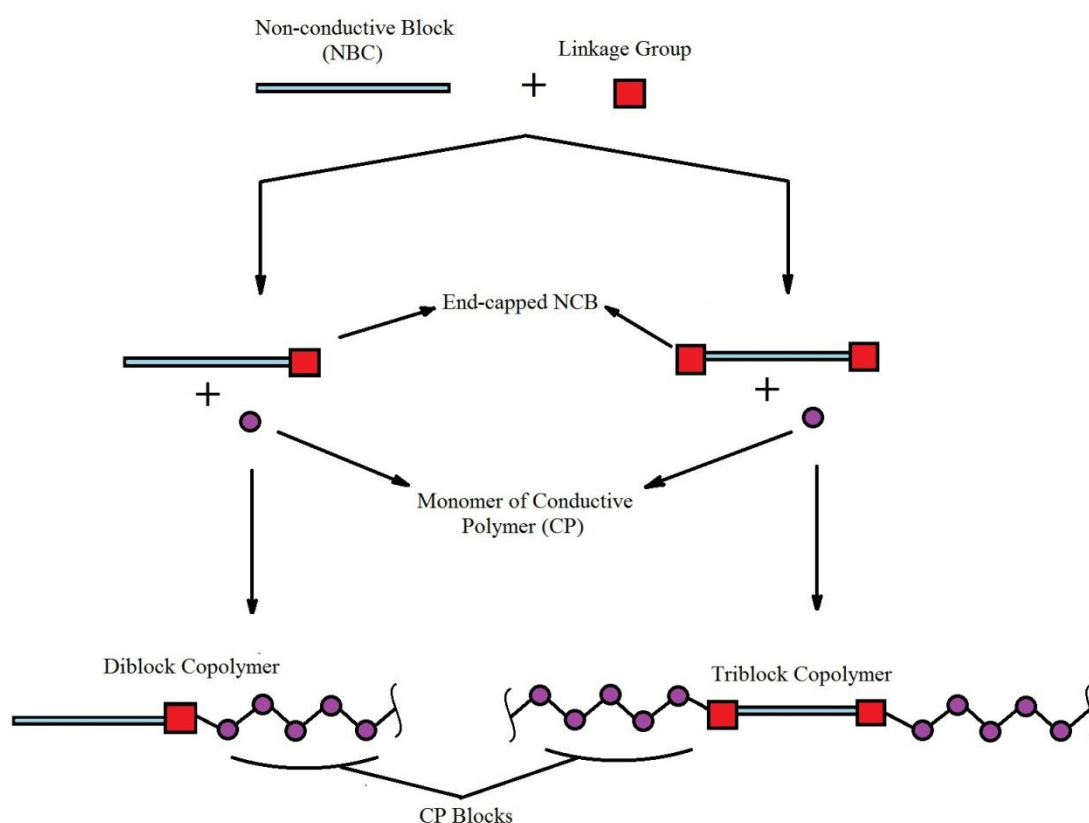 Non-conductive Block
(NBC)
Linkage Group
+
End-capped NCB
+
+
Monomer of Conductive
Polymer (CP)
Diblock Copolymer
Triblock Copolymer
CP Blocks